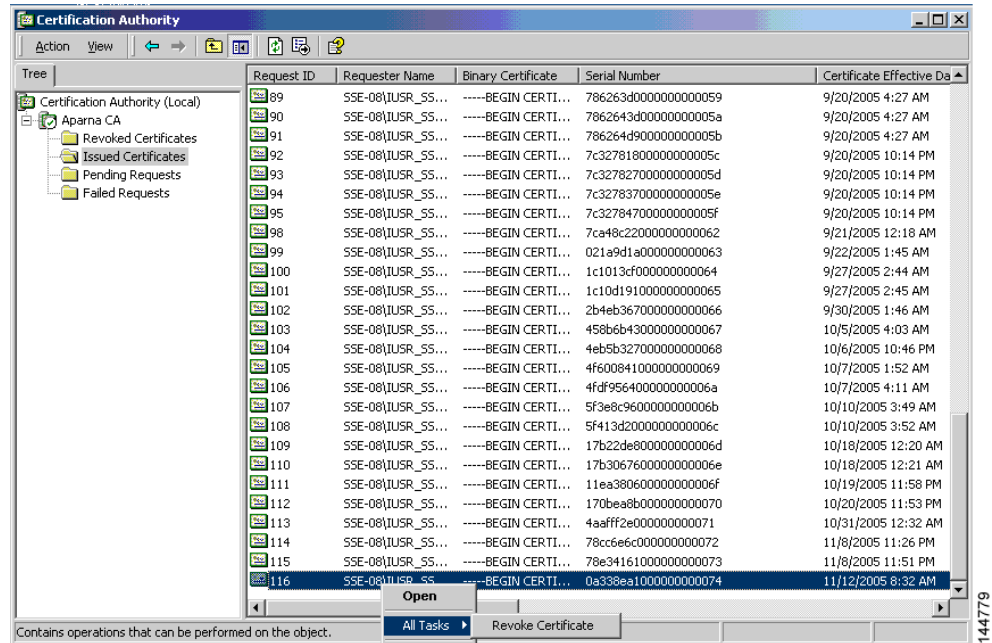 Certification Authority
Action View
Tree
Request ID Requester Name Binary Certificate Serial Number Certificate Effective Da
Certification Authority (Local)
Aparna CA
Revoked Certificates
Issued Certificates
Pending Requests
Failed Requests
89 SSE-08\IUSR_SS... -----BEGIN CERTI... 786263d0000000000059 9/20/2005 4:27 AM
90 SSE-08\IUSR_SS... -----BEGIN CERTI... 7862643d00000000005a 9/20/2005 4:27 AM
91 SSE-08\IUSR_SS... -----BEGIN CERTI... 786264d900000000005b 9/20/2005 4:27 AM
92 SSE-08\IUSR_SS... -----BEGIN CERTI... 7c32781800000000005c 9/20/2005 10:14 PM
93 SSE-08\IUSR_SS... -----BEGIN CERTI... 7c32782700000000005d 9/20/2005 10:14 PM
94 SSE-08\IUSR_SS... -----BEGIN CERTI... 7c32783700000000005e 9/20/2005 10:14 PM
95 SSE-08\IUSR_SS... -----BEGIN CERTI... 7c32784700000000005f 9/20/2005 10:14 PM
98 SSE-08\IUSR_SS... -----BEGIN CERTI... 7ca48c22000000000062 9/21/2005 12:18 AM
99 SSE-08\IUSR_SS... -----BEGIN CERTI... 021a9d1a000000000063 9/22/2005 1:45 AM
100 SSE-08\IUSR_SS... -----BEGIN CERTI... 1c1013cf000000000064 9/27/2005 2:44 AM
101 SSE-08\IUSR_SS... -----BEGIN CERTI... 1c10d191000000000065 9/27/2005 2:45 AM
102 SSE-08\IUSR_SS... -----BEGIN CERTI... 2b4eb367000000000066 9/30/2005 1:46 AM
103 SSE-08\IUSR_SS... -----BEGIN CERTI... 458b6b43000000000067 10/5/2005 4:03 AM
104 SSE-08\IUSR_SS... -----BEGIN CERTI... 4eb5b327000000000068 10/6/2005 10:46 PM
105 SSE-08\IUSR_SS... -----BEGIN CERTI... 4f600841000000000069 10/7/2005 1:52 AM
106 SSE-08\IUSR_SS... -----BEGIN CERTI... 4fdf956400000000006a 10/7/2005 4:11 AM
107 SSE-08\IUSR_SS... -----BEGIN CERTI... 5f3e8c9600000000006b 10/10/2005 3:49 AM
108 SSE-08\IUSR_SS... -----BEGIN CERTI... 5f413d2000000000006c 10/10/2005 3:52 AM
109 SSE-08\IUSR_SS... -----BEGIN CERTI... 17b22de800000000006d 10/18/2005 12:20 AM
110 SSE-08\IUSR_SS... -----BEGIN CERTI... 17b3067600000000006e 10/18/2005 12:21 AM
111 SSE-08\IUSR_SS... -----BEGIN CERTI... 11ea380600000000006f 10/19/2005 11:58 PM
112 SSE-08\IUSR_SS... -----BEGIN CERTI... 170bea8b000000000070 10/20/2005 11:53 PM
113 SSE-08\IUSR_SS... -----BEGIN CERTI... 4aafff2e000000000071 10/31/2005 12:32 AM
114 SSE-08\IUSR_SS... -----BEGIN CERTI... 78cc6e6c000000000072 11/8/2005 11:26 PM
115 SSE-08\IUSR_SS... -----BEGIN CERTI... 78e34161000000000073 11/8/2005 11:51 PM
116 SSE-08\IUSR_SS... -----BEGIN CERTI... 0a338ea1000000000074 11/12/2005 8:32 AM
Open
All Tasks Revoke Certificate
Contains operations that can be performed on the object.
144779